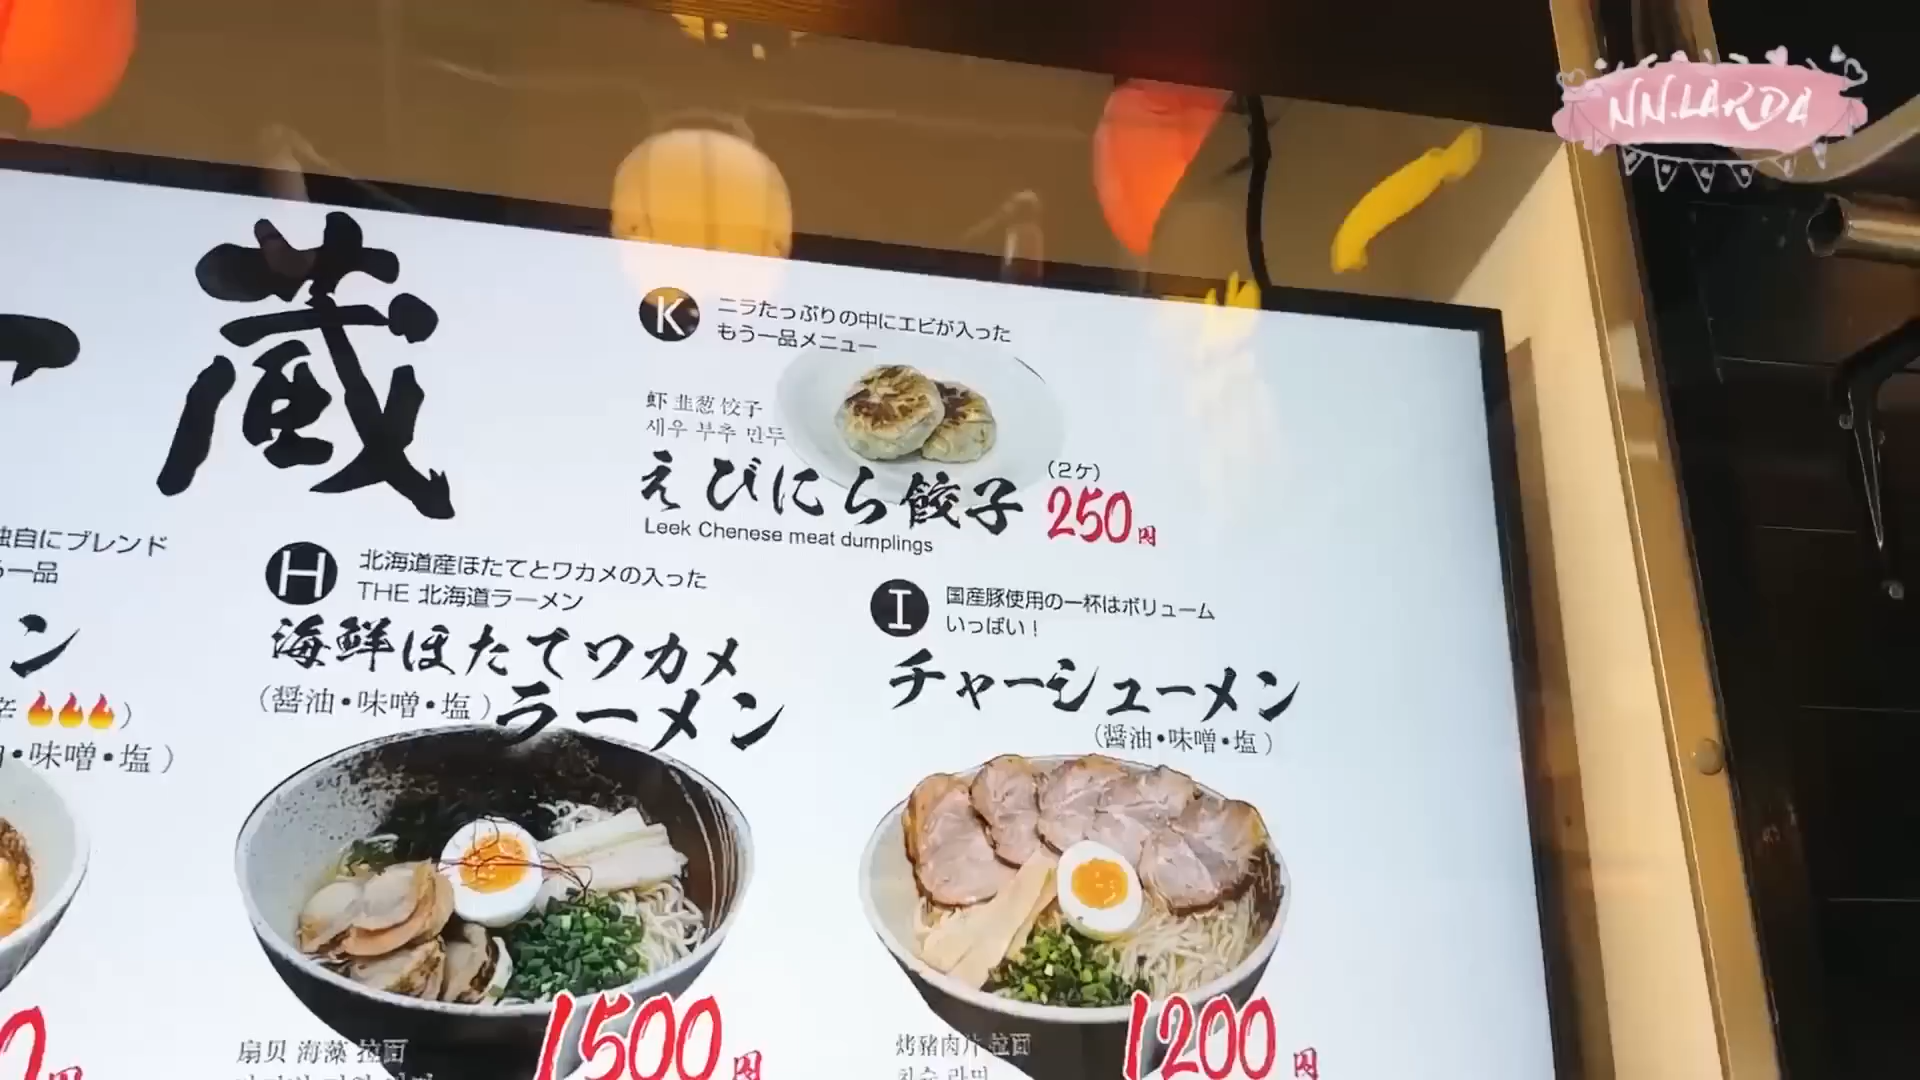 NN.LARDA
蔵
K
ニラたっぷりの中にエビが入った
もう一品メニュー
虾 韭葱 饺子
새우 부추 만두
えびにら餃子
(2ケ)
250円
Leek Chenese meat dumplings
独自にブレンド
一品
ン
辛🔥🔥🔥)
・味噌・塩)
H
北海道産ほたてとワカメの入った
THE 北海道ラーメン
海鮮ほたてワカメ
(醤油・味噌・塩)ラーメン
扇贝 海藻 拉面
1500円
I
国産豚使用の一杯はボリューム
いっぱい!
チャーシューメン
(醤油・味噌・塩)
烤豬肉片 拉面
1200円